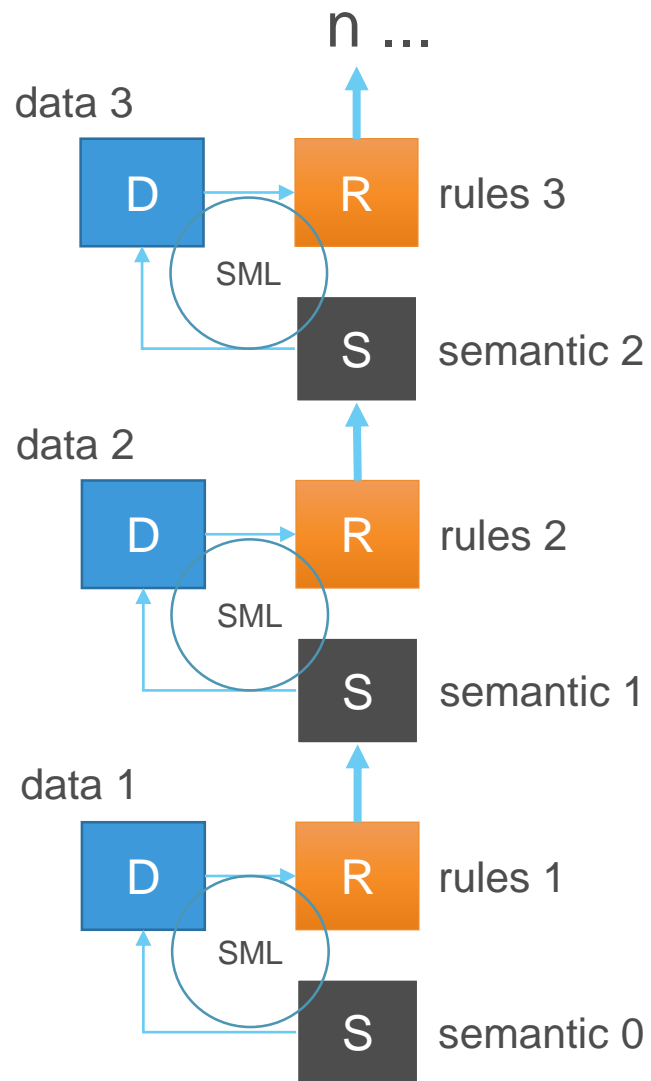 n ...
data 3
D
R
rules 3
SML
S
semantic 2
data 2
D
R
rules 2
SML
S
semantic 1
data 1
D
R
rules 1
SML
S
semantic 0